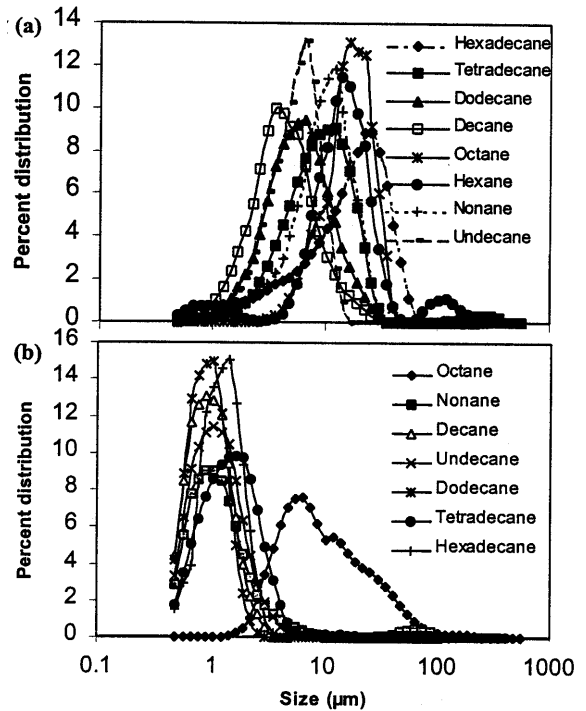 (a)
14
12
10
8
6
4
2
0
Percent distribution
Hexadecane
Tetradecane
Dodecane
Decane
Octane
Hexane
Nonane
Undecane
(b)
16
14
12
10
8
6
4
2
0
Percent distribution
Octane
Nonane
Decane
Undecane
Dodecane
Tetradecane
Hexadecane
0.1 1 10 100 1000
Size (µm)